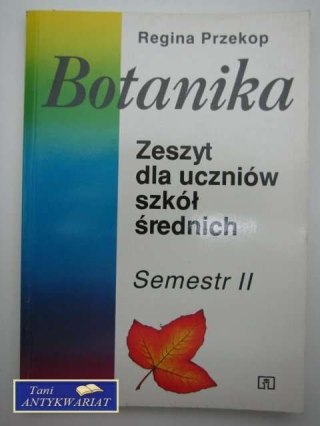 Regina Przekop
Botanika
Zeszyt
dla uczniów
szkół
średnich
Semestr II
Tani
ANTYKWARIAT